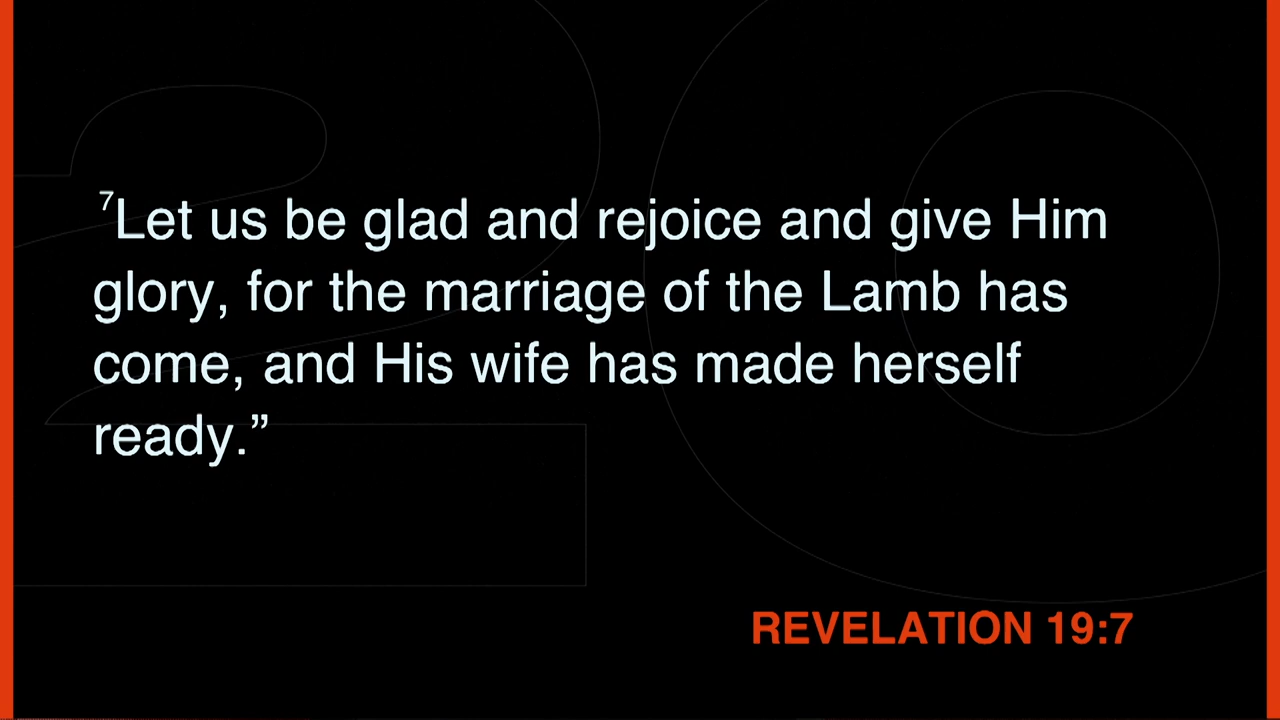 ⁷Let us be glad and rejoice and give Him
glory, for the marriage of the Lamb has
come, and His wife has made herself
ready.”
REVELATION 19:7